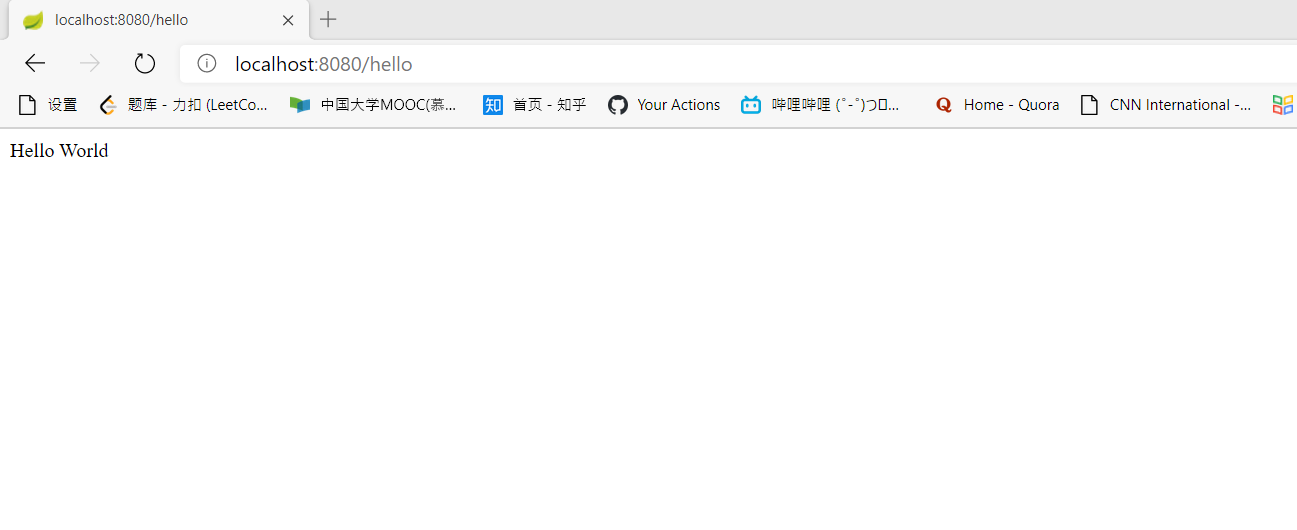 localhost:8080/hello
localhost:8080/hello
设置 题库 - 力扣 (LeetCo... 中国大学MOOC(慕... 知 首页 - 知乎 Your Actions 哔哩哔哩 (゜-゜)つロ... Q Home - Quora CNN International -...
Hello World